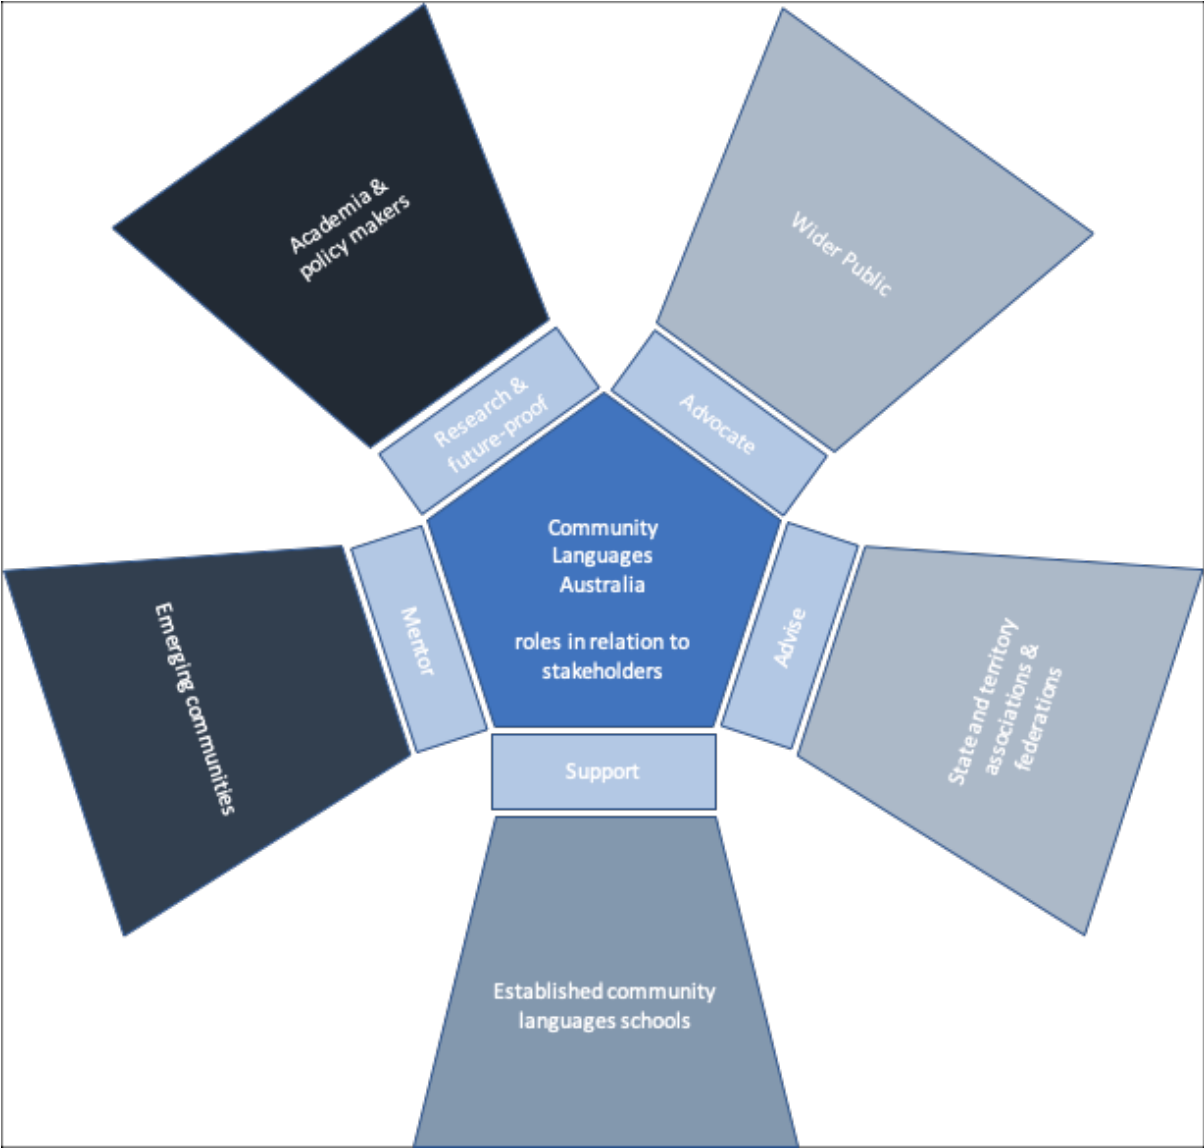 Academia &
policy makers
Wider Public
Research &
future-proof
Advocate
Community
Languages
Australia
roles in relation to
stakeholders
Mentor
Advise
Emerging communities
State and territory
associations &
federations
Support
Established community
languages schools